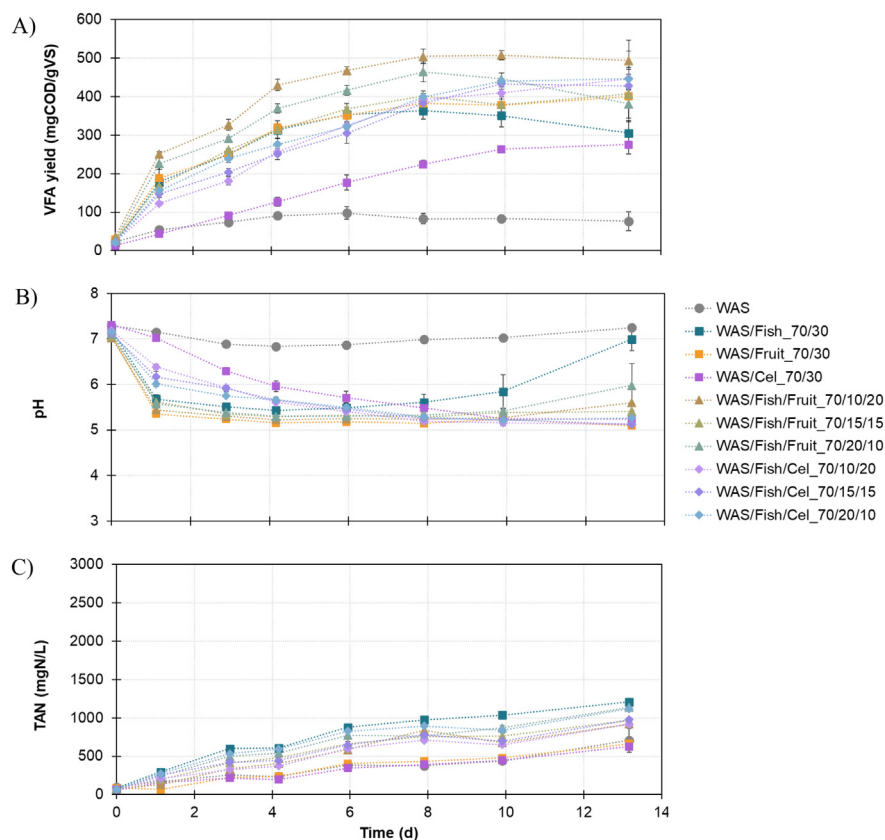 A)
600
500
400
300
200
100
0
VFA yield (mgCOD/gVS)
B)
8
7
6
5
4
3
pH
WAS
WAS/Fish_70/30
WAS/Fruit_70/30
WAS/Cel_70/30
WAS/Fish/Fruit_70/10/20
WAS/Fish/Fruit_70/15/15
WAS/Fish/Fruit_70/20/10
WAS/Fish/Cel_70/10/20
WAS/Fish/Cel_70/15/15
WAS/Fish/Cel_70/20/10
C)
3000
2500
2000
1500
1000
500
0
TAN (mgN/L)
0 2 4 6 8 10 12 14
Time (d)